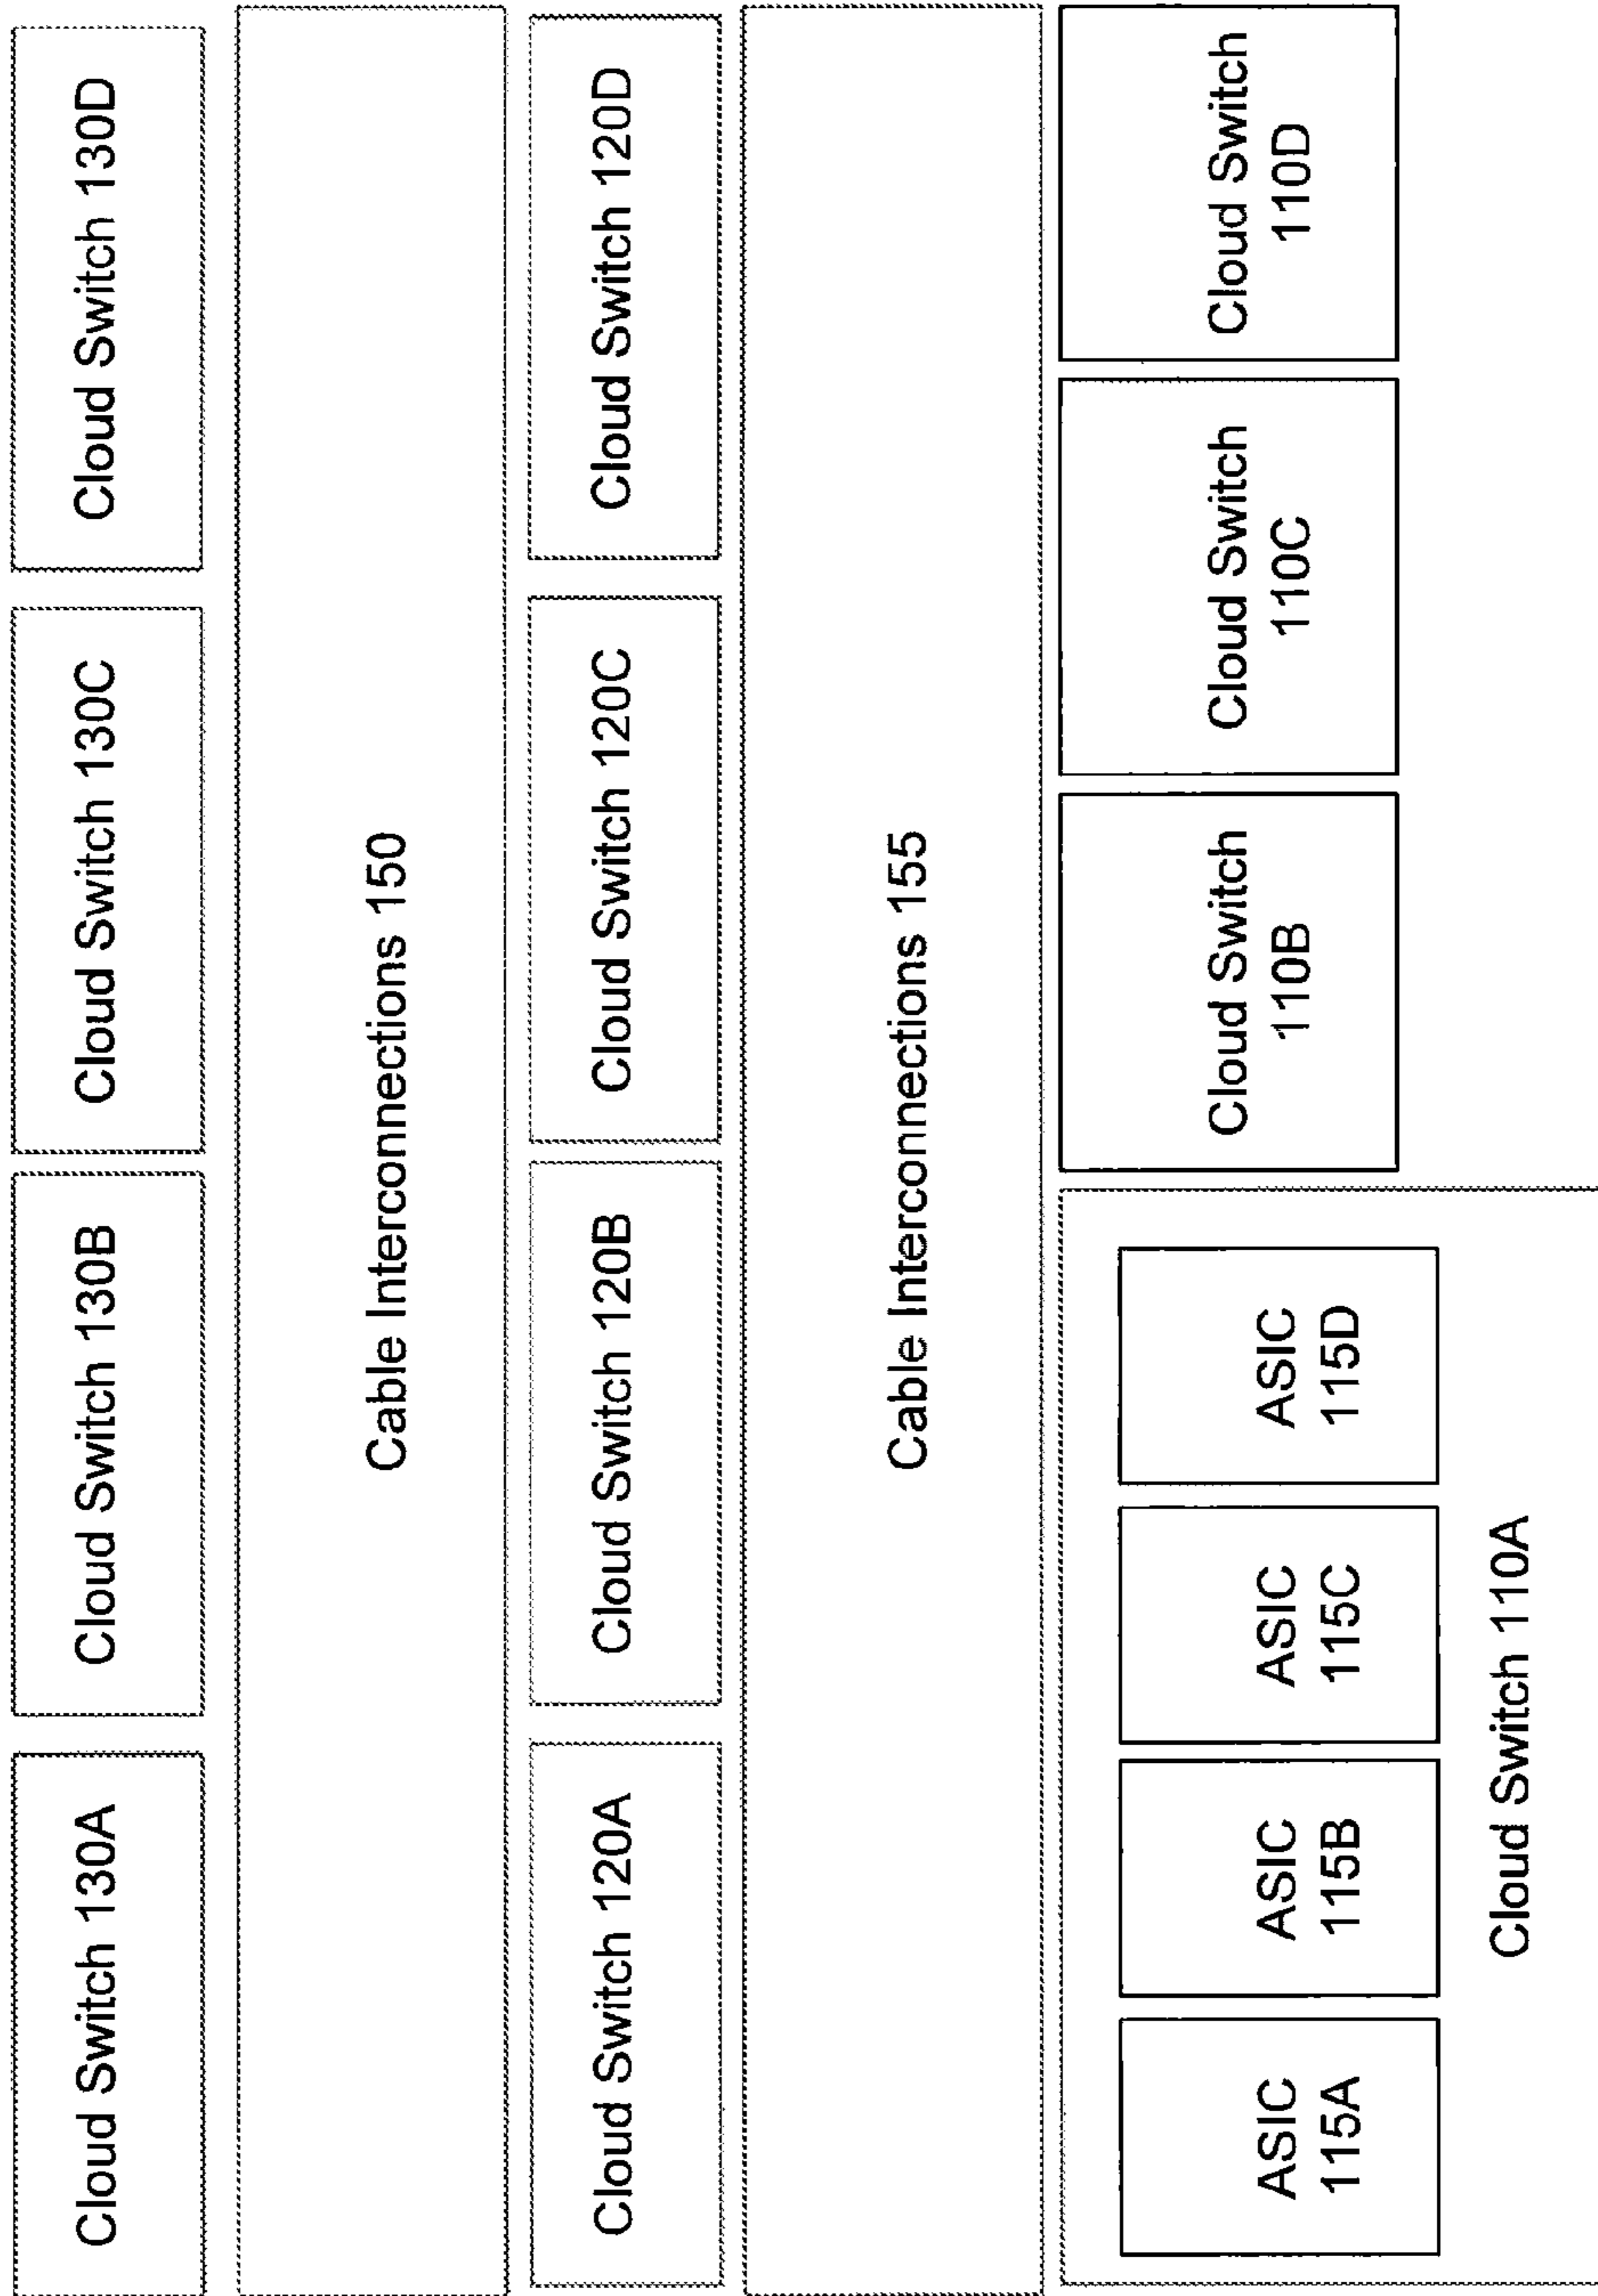 Cloud Switch 130A
Cloud Switch 130B
Cloud Switch 130C
Cloud Switch 130D
Cable Interconnections 150
Cloud Switch 120A
Cloud Switch 120B
Cloud Switch 120C
Cloud Switch 120D
Cable Interconnections 155
ASIC
115A
ASIC
115B
ASIC
115C
ASIC
115D
Cloud Switch 110A
Cloud Switch
110B
Cloud Switch
110C
Cloud Switch
110D